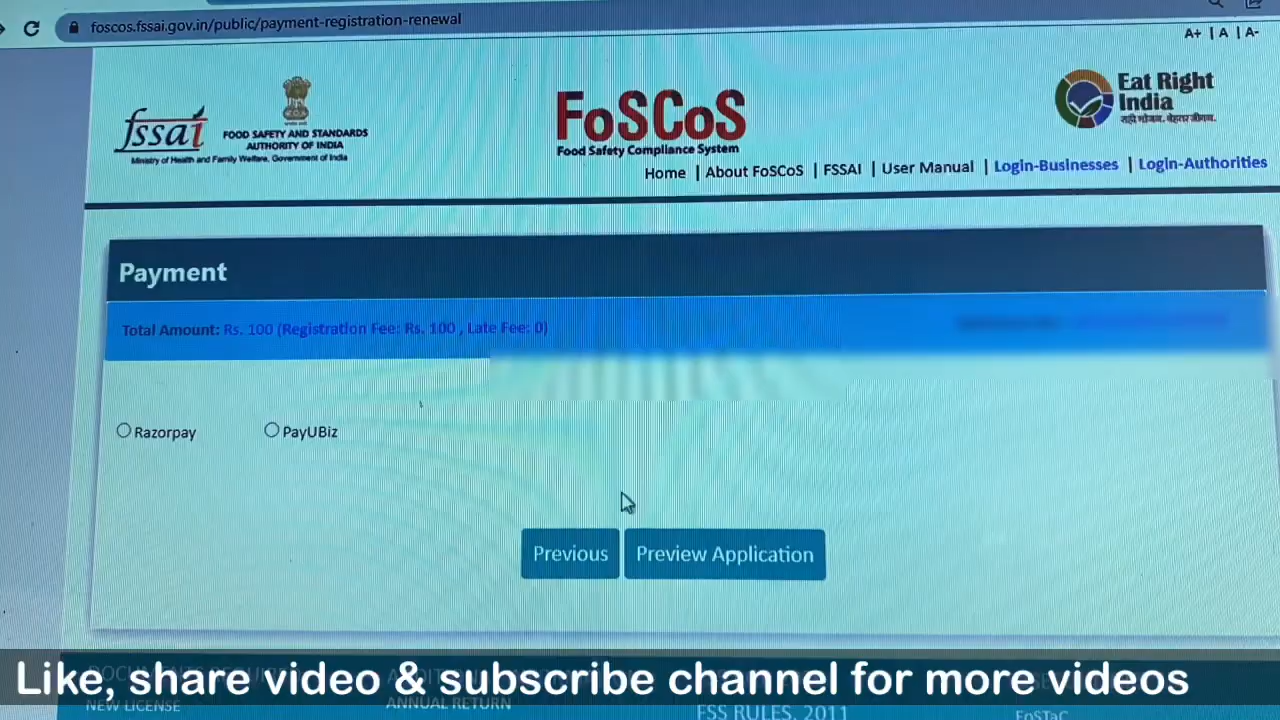 foscos.fssai.gov.in/public/payment-registration-renewal
A+ | A | A-
fssai
FOOD SAFETY AND STANDARDS
AUTHORITY OF INDIA
Ministry of Health and Family Welfare, Government of India
FoSCoS
Food Safety Compliance System
Eat Right
India
सही भोजन. बेहतर जीवन.
Home | About FoSCoS | FSSAI | User Manual | Login-Businesses | Login-Authorities
Payment
Total Amount: Rs. 100 (Registration Fee: Rs. 100 , Late Fee: 0)
Razorpay
PayUBiz
Previous
Preview Application
Like, share video & subscribe channel for more videos
NEW LICENSE
ANNUAL RETURN
FSS RULES, 2011
FoSTaC